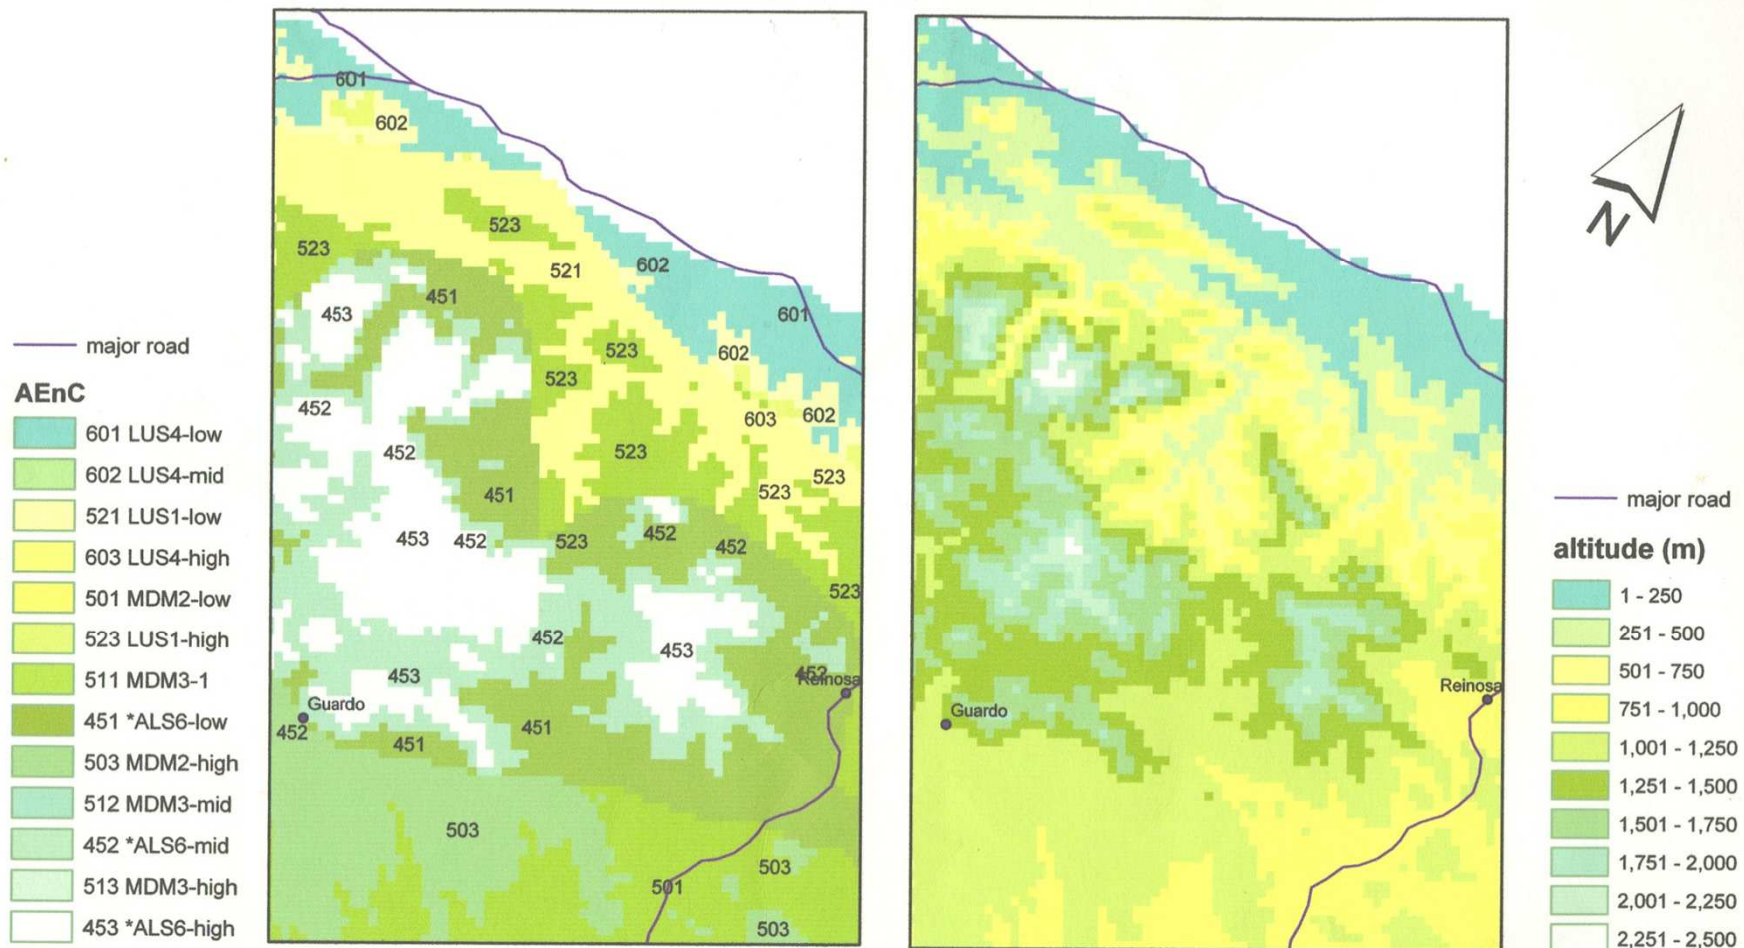 601
602
523
523
602
521
451
453
601
523
602
523
452
603
602
452
523
523
451
523
453
452
523
452
452
523
452
453
453
452
Reinosa
Guardo
452
451
451
503
503
501
503
major road
AEnC
601 LUS4-low
602 LUS4-mid
521 LUS1-low
603 LUS4-high
501 MDM2-low
523 LUS1-high
511 MDM3-1
451 *ALS6-low
503 MDM2-high
512 MDM3-mid
452 *ALS6-mid
513 MDM3-high
453 *ALS6-high
Reinosa
Guardo
N
major road
altitude (m)
1 - 250
251 - 500
501 - 750
751 - 1,000
1,001 - 1,250
1,251 - 1,500
1,501 - 1,750
1,751 - 2,000
2,001 - 2,250
2,251 - 2,500